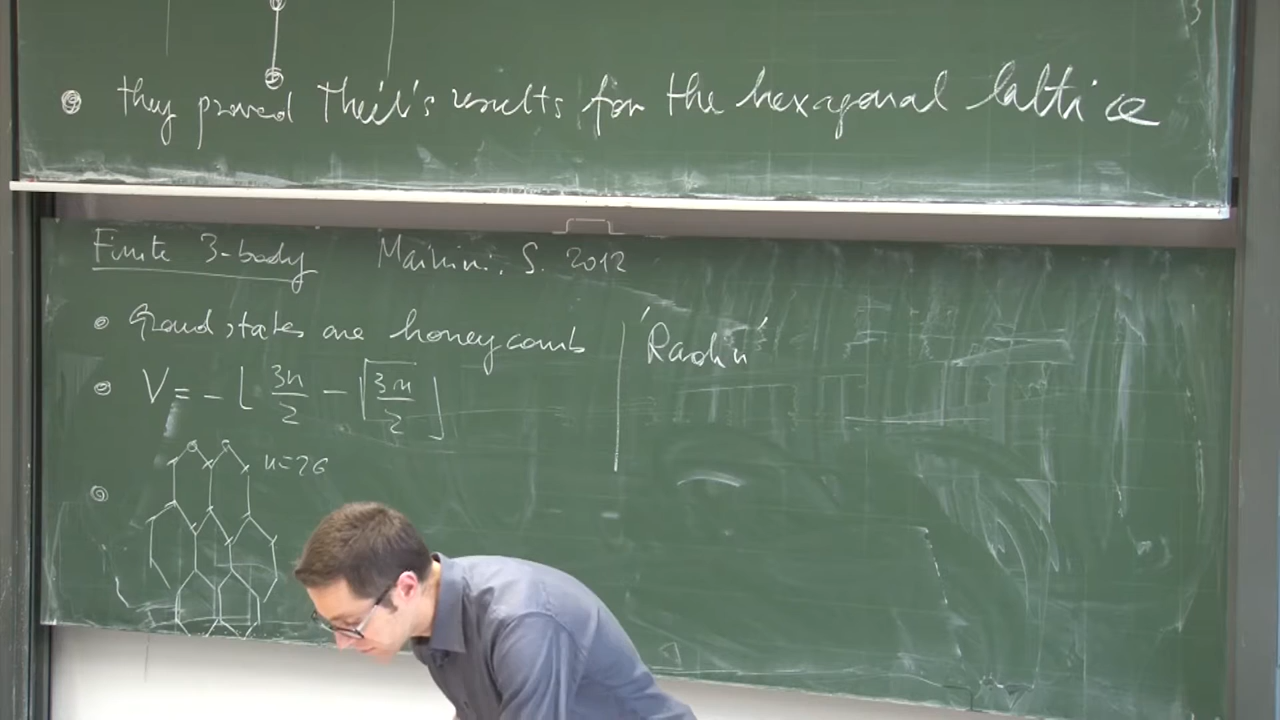 they proved Theil's results for the hexagonal lattice
Finite 3-body Mainini, S. 2012
Ground states are honeycomb 'Radin'
V = - ⌊ 3n/2 - √(3n/2) ⌋
n=26